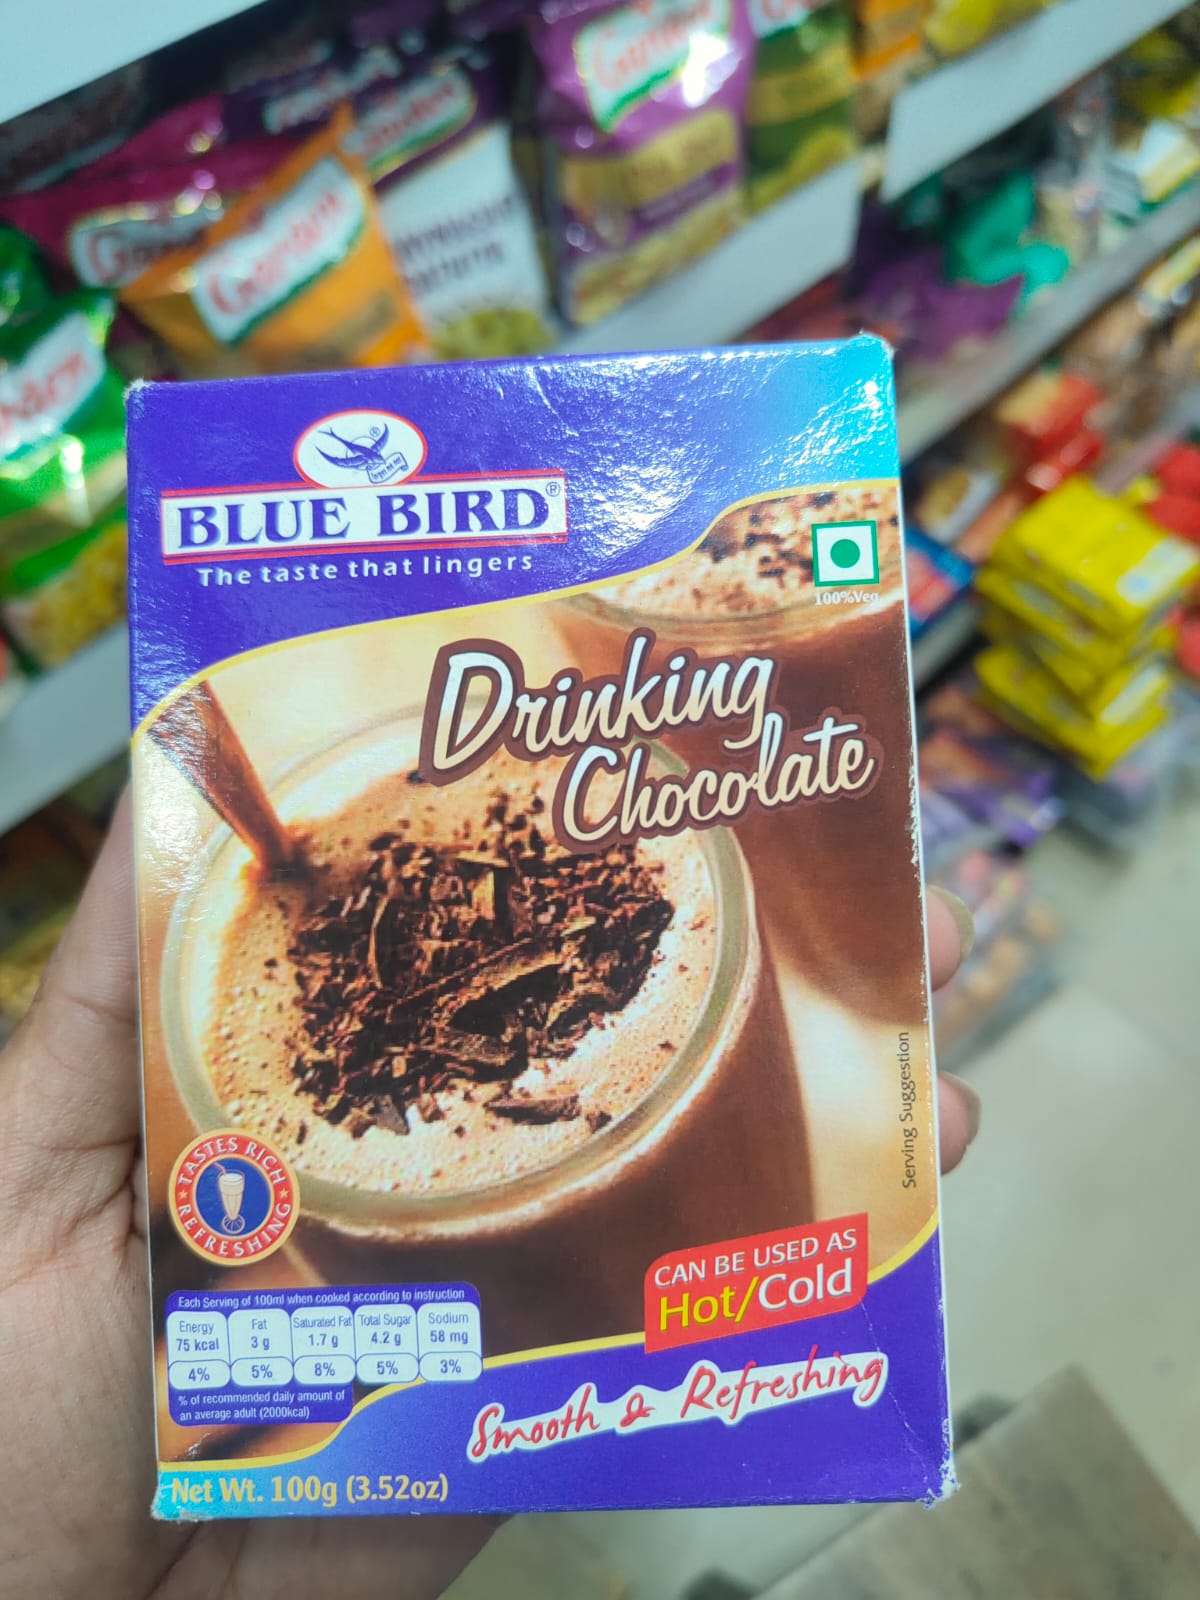 Garden
BLUE BIRD®
The taste that lingers
100%Veg
Drinking
Chocolate
Serving Suggestion
TASTES RICH
REFRESHING
CAN BE USED AS
Hot/Cold
Each Serving of 100ml when cooked according to instruction
Energy Fat Saturated Fat Total Sugar Sodium
75 kcal 3 g 1.7 g 4.2 g 58 mg
4% 5% 8% 5% 3%
% of recommended daily amount of
an average adult (2000kcal)
Smooth & Refreshing
Net Wt. 100g (3.52oz)